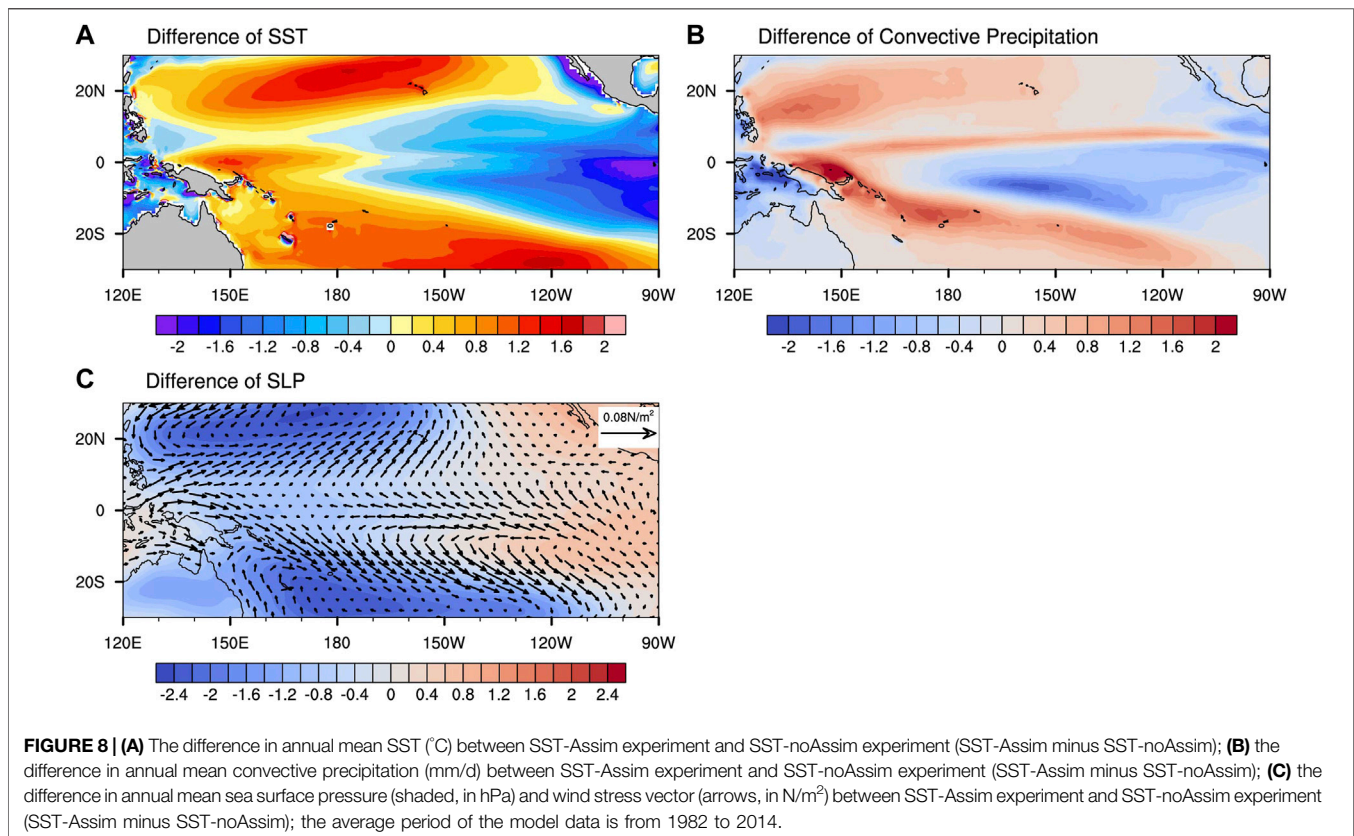 A Difference of SST
20N
0
20S
120E 150E 180 150W 120W 90W
-2 -1.6 -1.2 -0.8 -0.4 0 0.4 0.8 1.2 1.6 2
B Difference of Convective Precipitation
20N
0
20S
120E 150E 180 150W 120W 90W
-2 -1.6 -1.2 -0.8 -0.4 0 0.4 0.8 1.2 1.6 2
C Difference of SLP
0.08N/m²
20N
0
20S
120E 150E 180 150W 120W 90W
-2.4 -2 -1.6 -1.2 -0.8 -0.4 0 0.4 0.8 1.2 1.6 2 2.4
FIGURE 8 | (A) The difference in annual mean SST (°C) between SST-Assim experiment and SST-noAssim experiment (SST-Assim minus SST-noAssim); (B) the
difference in annual mean convective precipitation (mm/d) between SST-Assim experiment and SST-noAssim experiment (SST-Assim minus SST-noAssim); (C) the
difference in annual mean sea surface pressure (shaded, in hPa) and wind stress vector (arrows, in N/m²) between SST-Assim experiment and SST-noAssim experiment
(SST-Assim minus SST-noAssim); the average period of the model data is from 1982 to 2014.